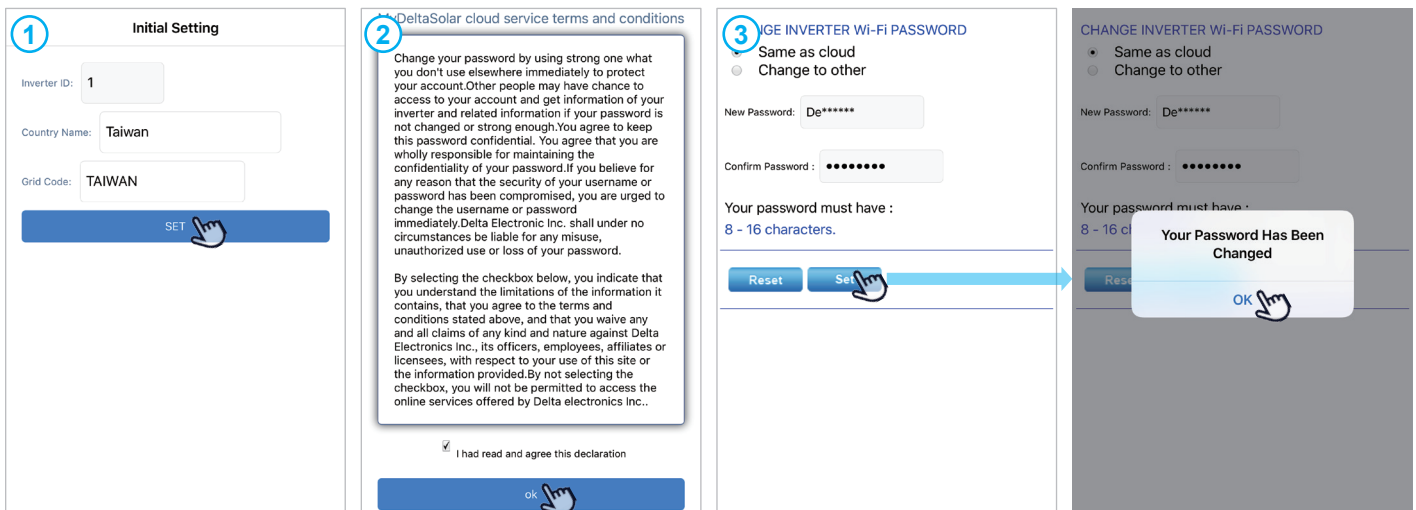 1
Initial Setting
Inverter ID: 1
Country Name: Taiwan
Grid Code: TAIWAN
SET
2
MyDeltaSolar cloud service terms and conditions
Change your password by using strong one what
you don't use elsewhere immediately to protect
your account.Other people may have chance to
access to your account and get information of your
inverter and related information if your password is
not changed or strong enough.You agree to keep
this password confidential. You agree that you are
wholly responsible for maintaining the
confidentiality of your password.If you believe for
any reason that the security of your username or
password has been compromised, you are urged to
change the username or password
immediately.Delta Electronic Inc. shall under no
circumstances be liable for any misuse,
unauthorized use or loss of your password.
By selecting the checkbox below, you indicate that
you understand the limitations of the information it
contains, that you agree to the terms and
conditions stated above, and that you waive any
and all claims of any kind and nature against Delta
Electronics Inc., its officers, employees, affiliates or
licensees, with respect to your use of this site or
the information provided.By not selecting the
checkbox, you will not be permitted to access the
online services offered by Delta electronics Inc..
I had read and agree this declaration
ok
3
NGE INVERTER Wi-Fi PASSWORD
Same as cloud
Change to other
New Password: De******
Confirm Password : ●●●●●●●●
Your password must have :
8 - 16 characters.
Reset Set
CHANGE INVERTER Wi-Fi PASSWORD
Same as cloud
Change to other
New Password: De******
Confirm Password : ●●●●●●●●
Your password must have :
8 - 16 ch
Your Password Has Been
Changed
Rese
OK